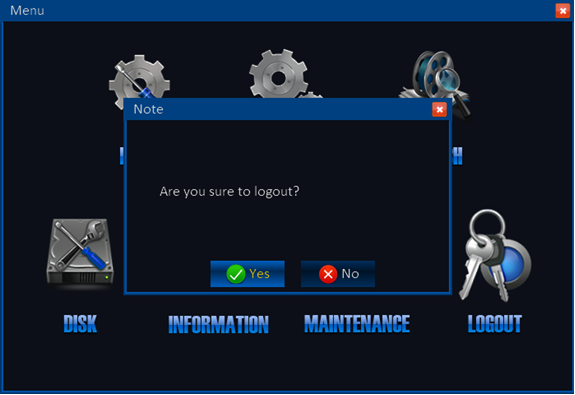 Menu
Note
Are you sure to logout?
Yes
No
DISK
INFORMATION
MAINTENANCE
LOGOUT